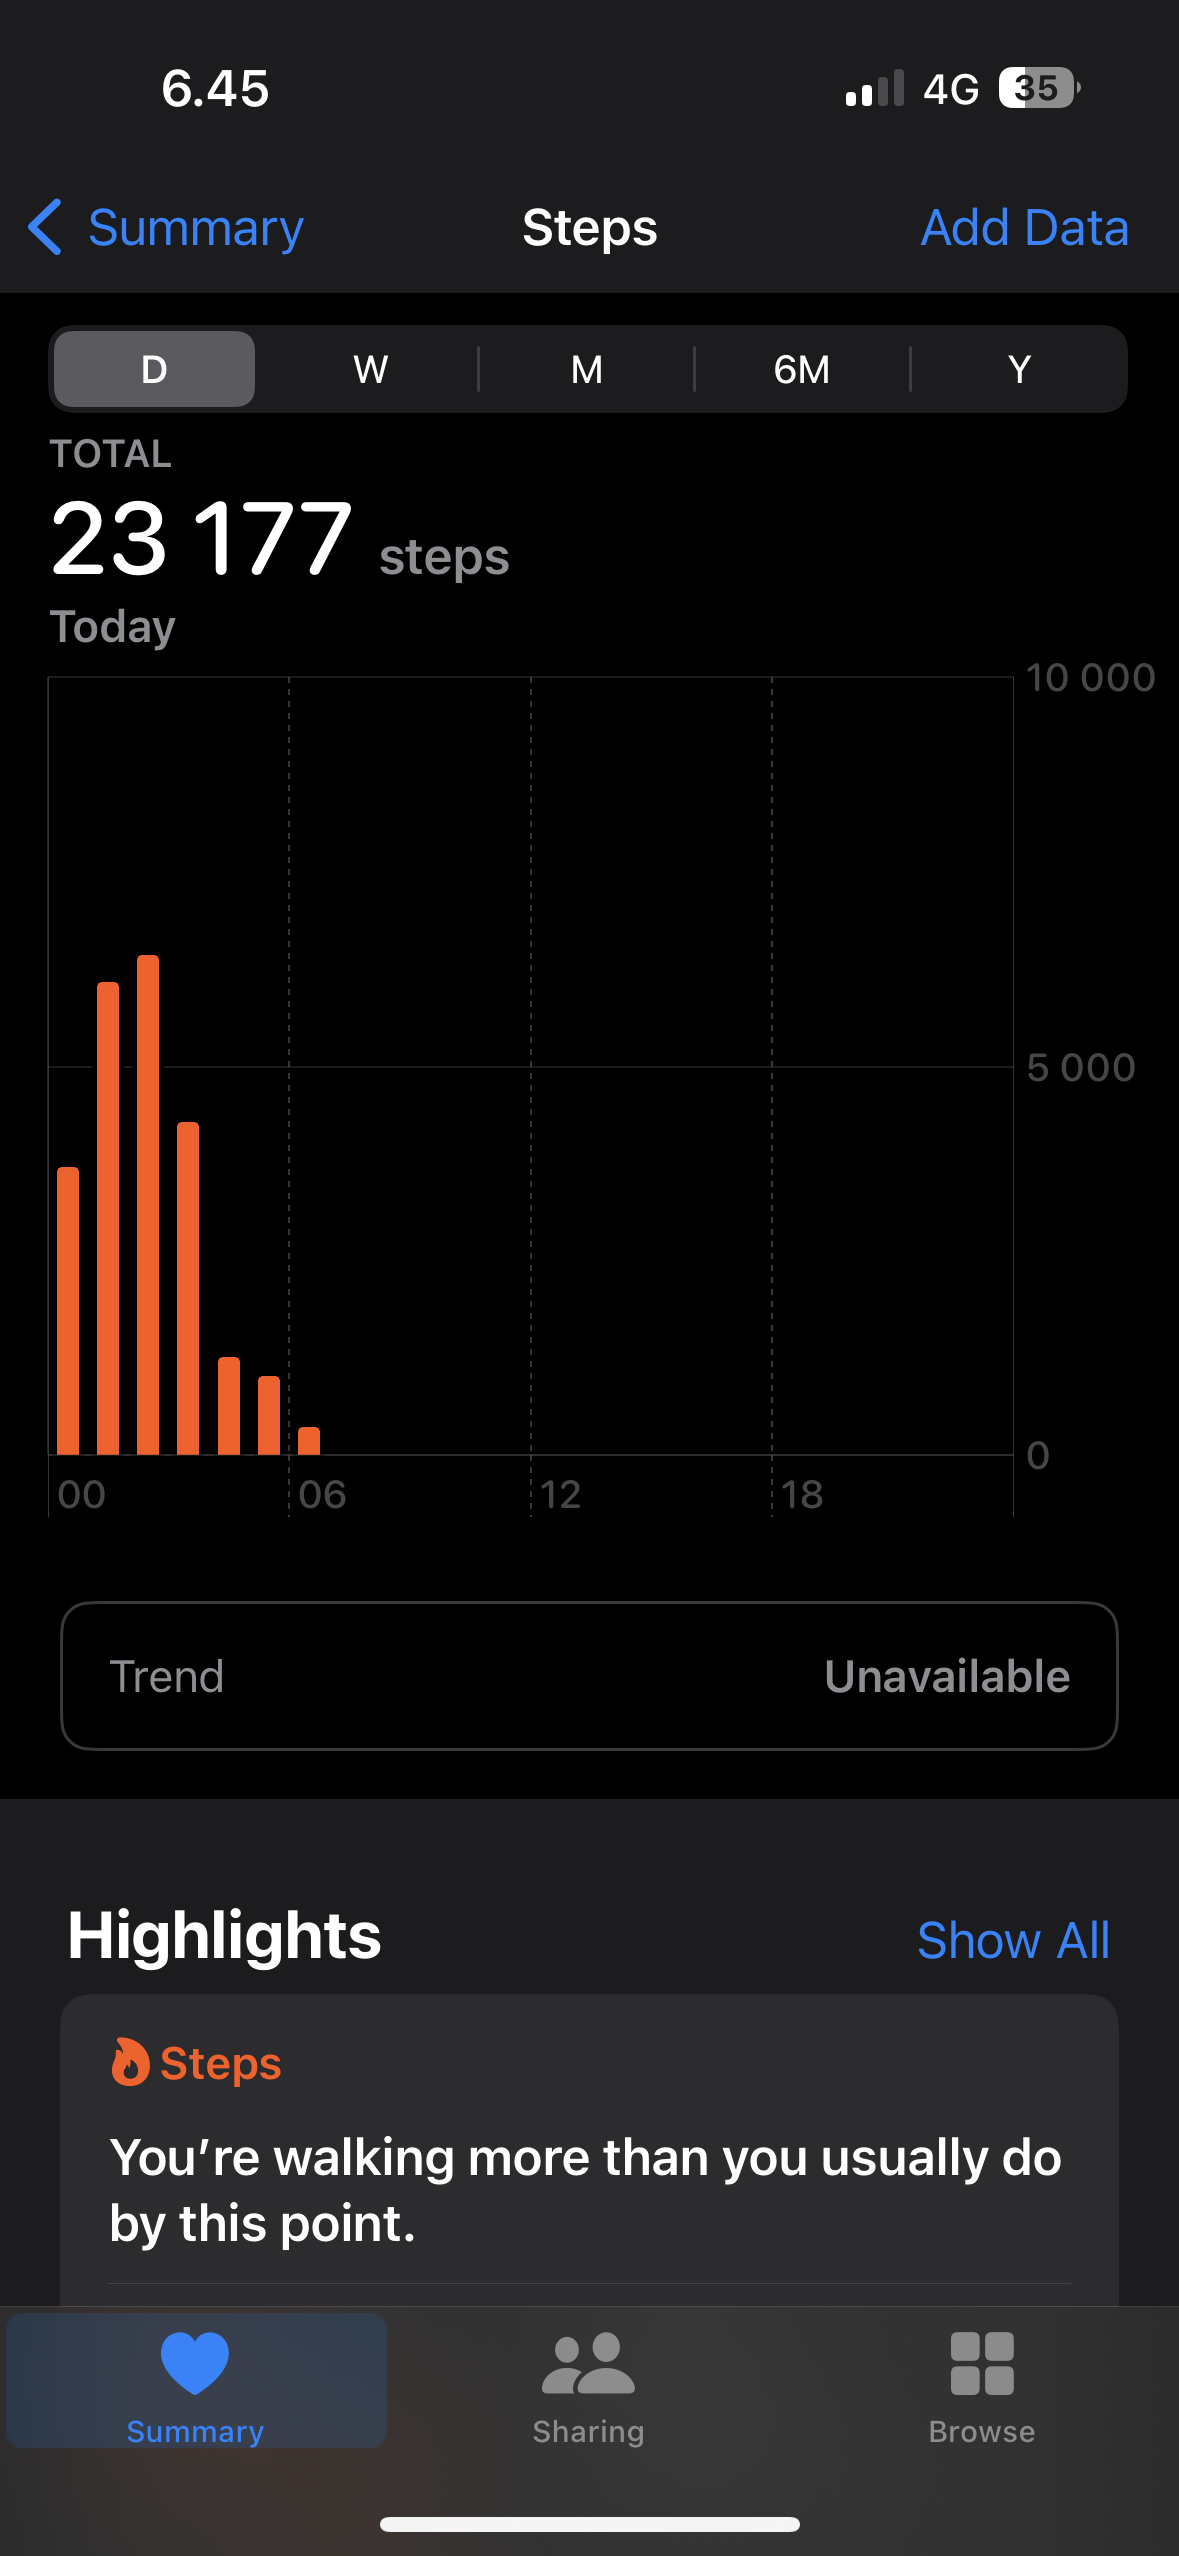 6.45 4G 35
Summary Steps Add Data
D W M 6M Y
TOTAL
23 177 steps
Today
10 000
5 000
0
00 06 12 18
Trend Unavailable
Highlights Show All
Steps
You’re walking more than you usually do
by this point.
Summary Sharing Browse